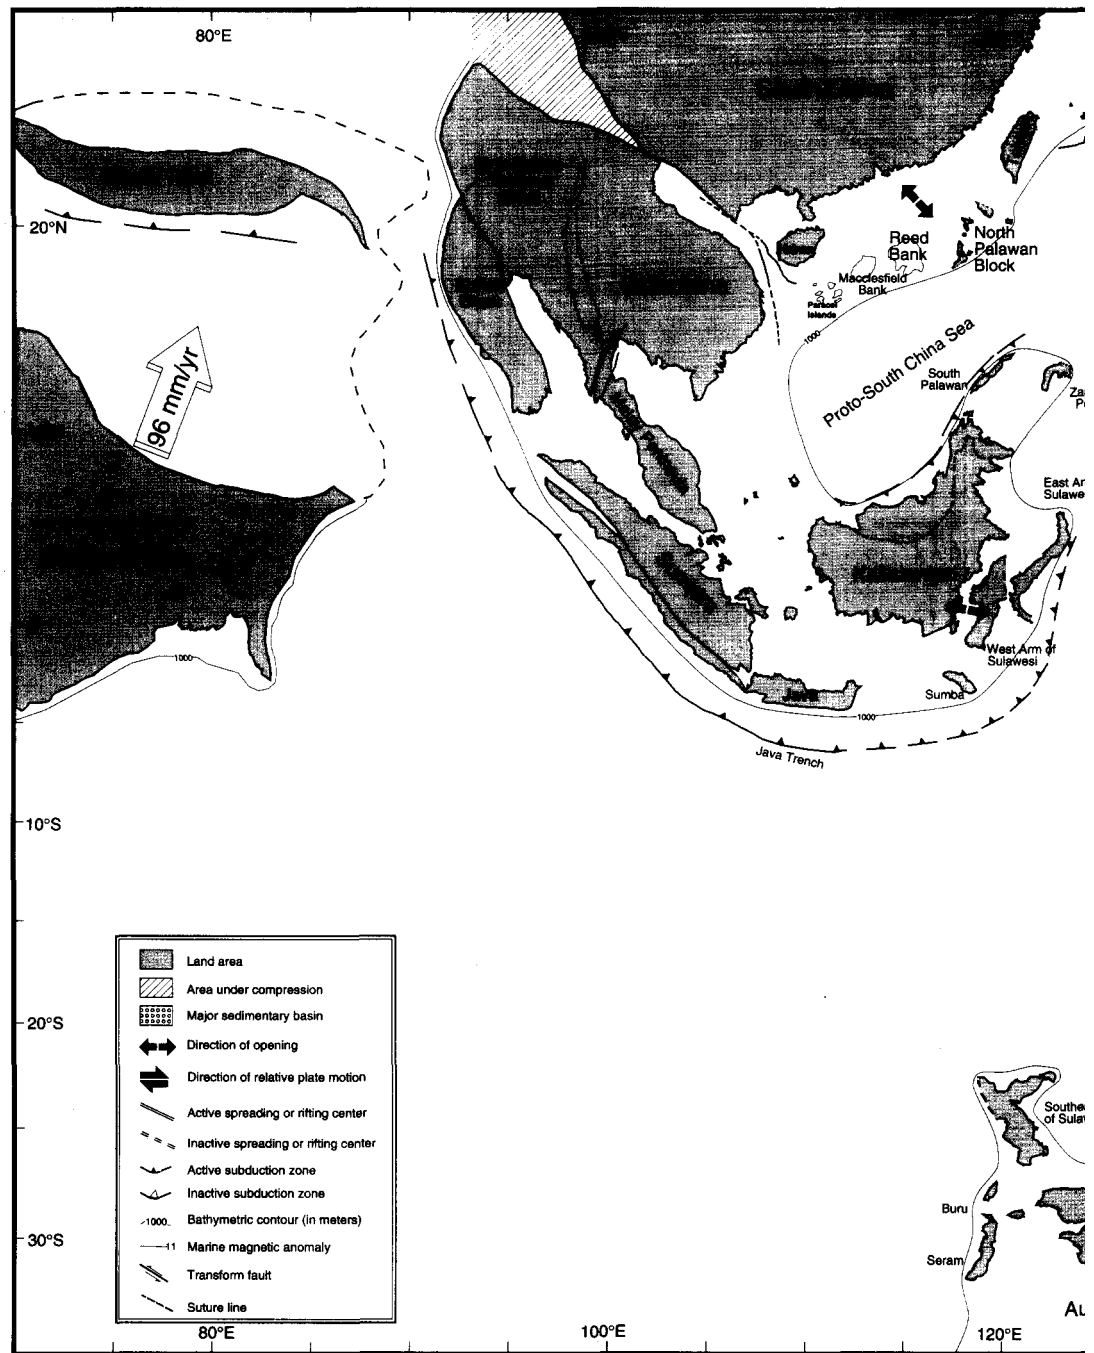 80°E
20°N
Reed
Bank
North
Palawan
Block
Macclesfield
Bank
Paracel
Islands
1000
Proto-South China Sea
South
Palawan
Za
P
96 mm/yr
East Ar
Sulawe
1000
West Arm of
Sulawesi
Sumba
Java
1000
Java Trench
10°S
Land area
Area under compression
Major sedimentary basin
20°S
Direction of opening
Direction of relative plate motion
Active spreading or rifting center
Inactive spreading or rifting center
Active subduction zone
Inactive subduction zone
1000 Bathymetric contour (in meters)
11 Marine magnetic anomaly
Transform fault
Suture line
Southe
of Sula
Buru
30°S
Seram
Au
80°E
100°E
120°E